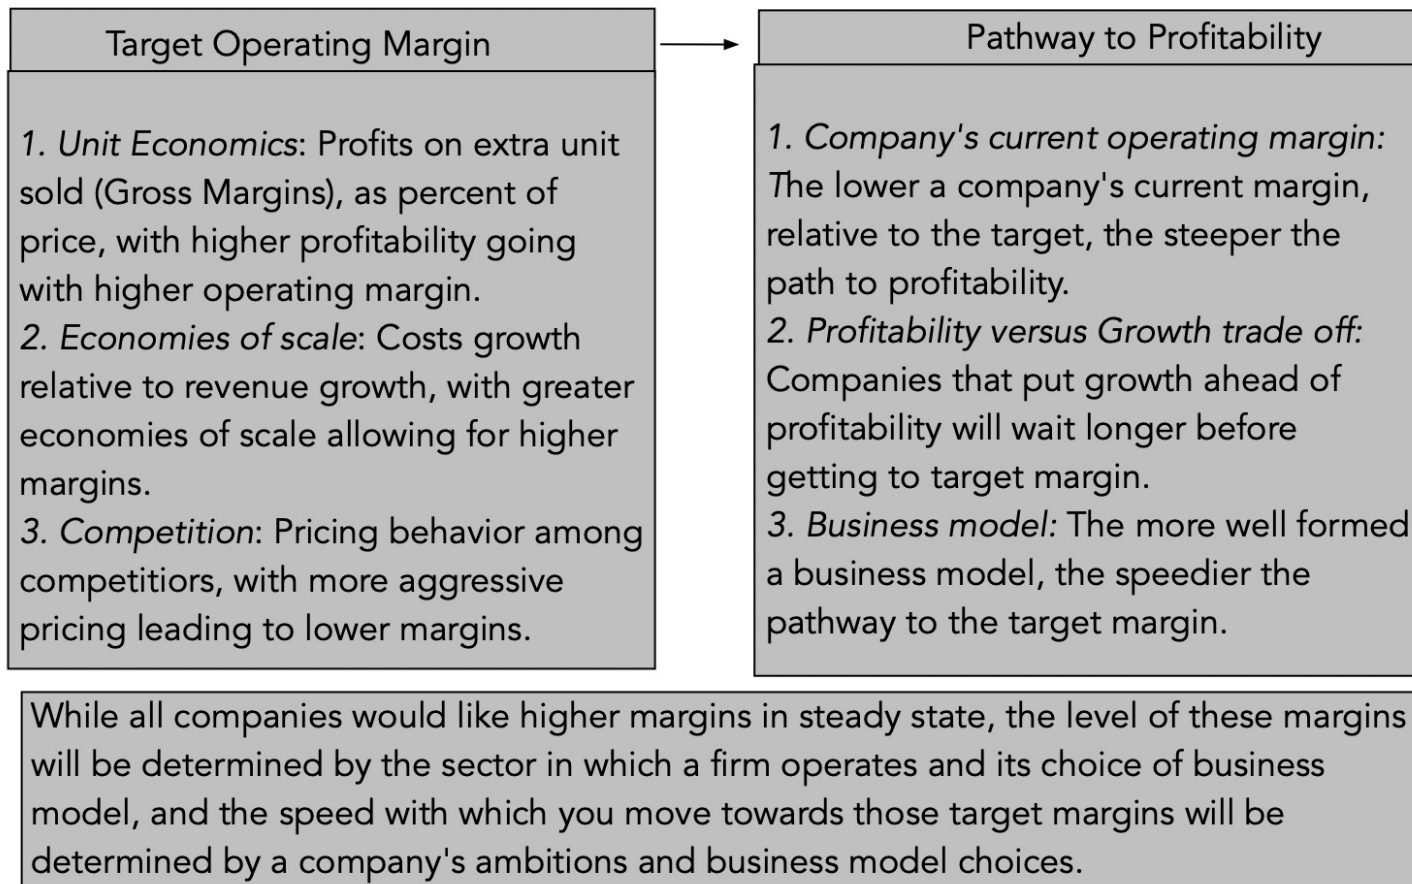 Target Operating Margin
1. Unit Economics: Profits on extra unit
sold (Gross Margins), as percent of
price, with higher profitability going
with higher operating margin.
2. Economies of scale: Costs growth
relative to revenue growth, with greater
economies of scale allowing for higher
margins.
3. Competition: Pricing behavior among
competitiors, with more aggressive
pricing leading to lower margins.
Pathway to Profitability
1. Company's current operating margin:
The lower a company's current margin,
relative to the target, the steeper the
path to profitability.
2. Profitability versus Growth trade off:
Companies that put growth ahead of
profitability will wait longer before
getting to target margin.
3. Business model: The more well formed
a business model, the speedier the
pathway to the target margin.
While all companies would like higher margins in steady state, the level of these margins
will be determined by the sector in which a firm operates and its choice of business
model, and the speed with which you move towards those target margins will be
determined by a company's ambitions and business model choices.